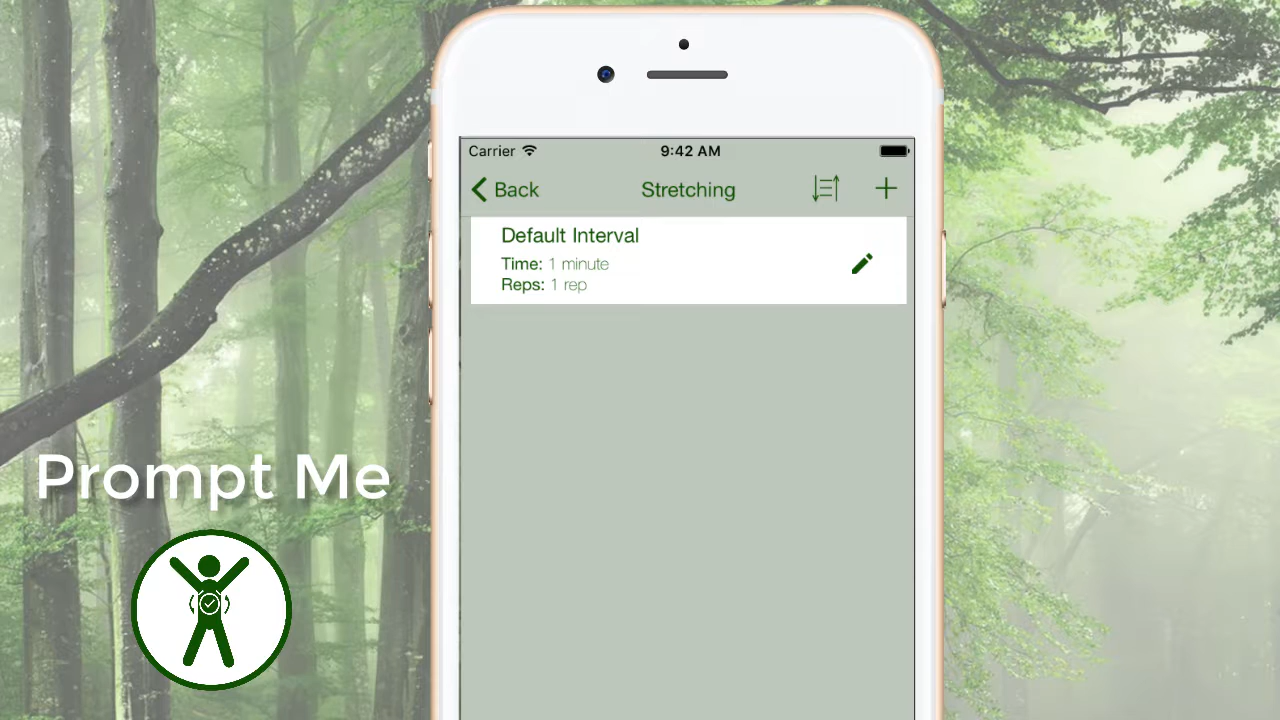 Carrier
9:42 AM
Back
Stretching
Default Interval
Time: 1 minute
Reps: 1 rep
Prompt Me